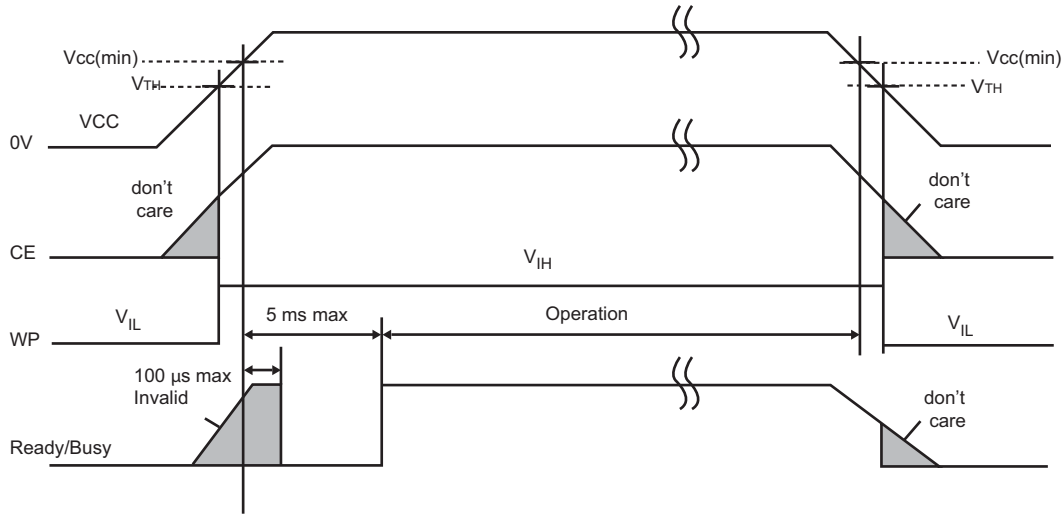 Vcc(min)
VTH
VCC
0V
Vcc(min)
VTH
don't
care
CE
don't
care
VIH
VIL
WP
5 ms max
Operation
VIL
100 µs max
Invalid
Ready/Busy
don't
care